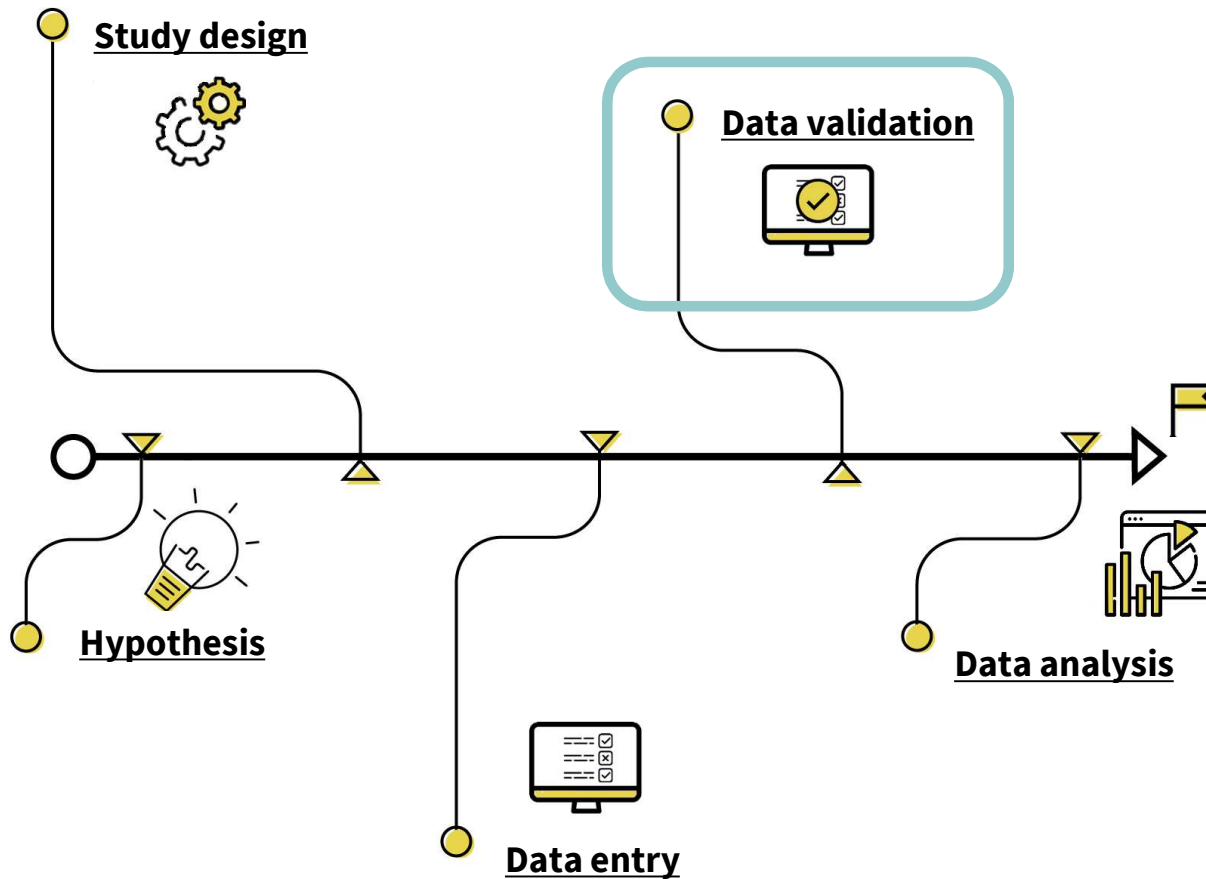 Study design
Data validation
Hypothesis
Data analysis
Data entry